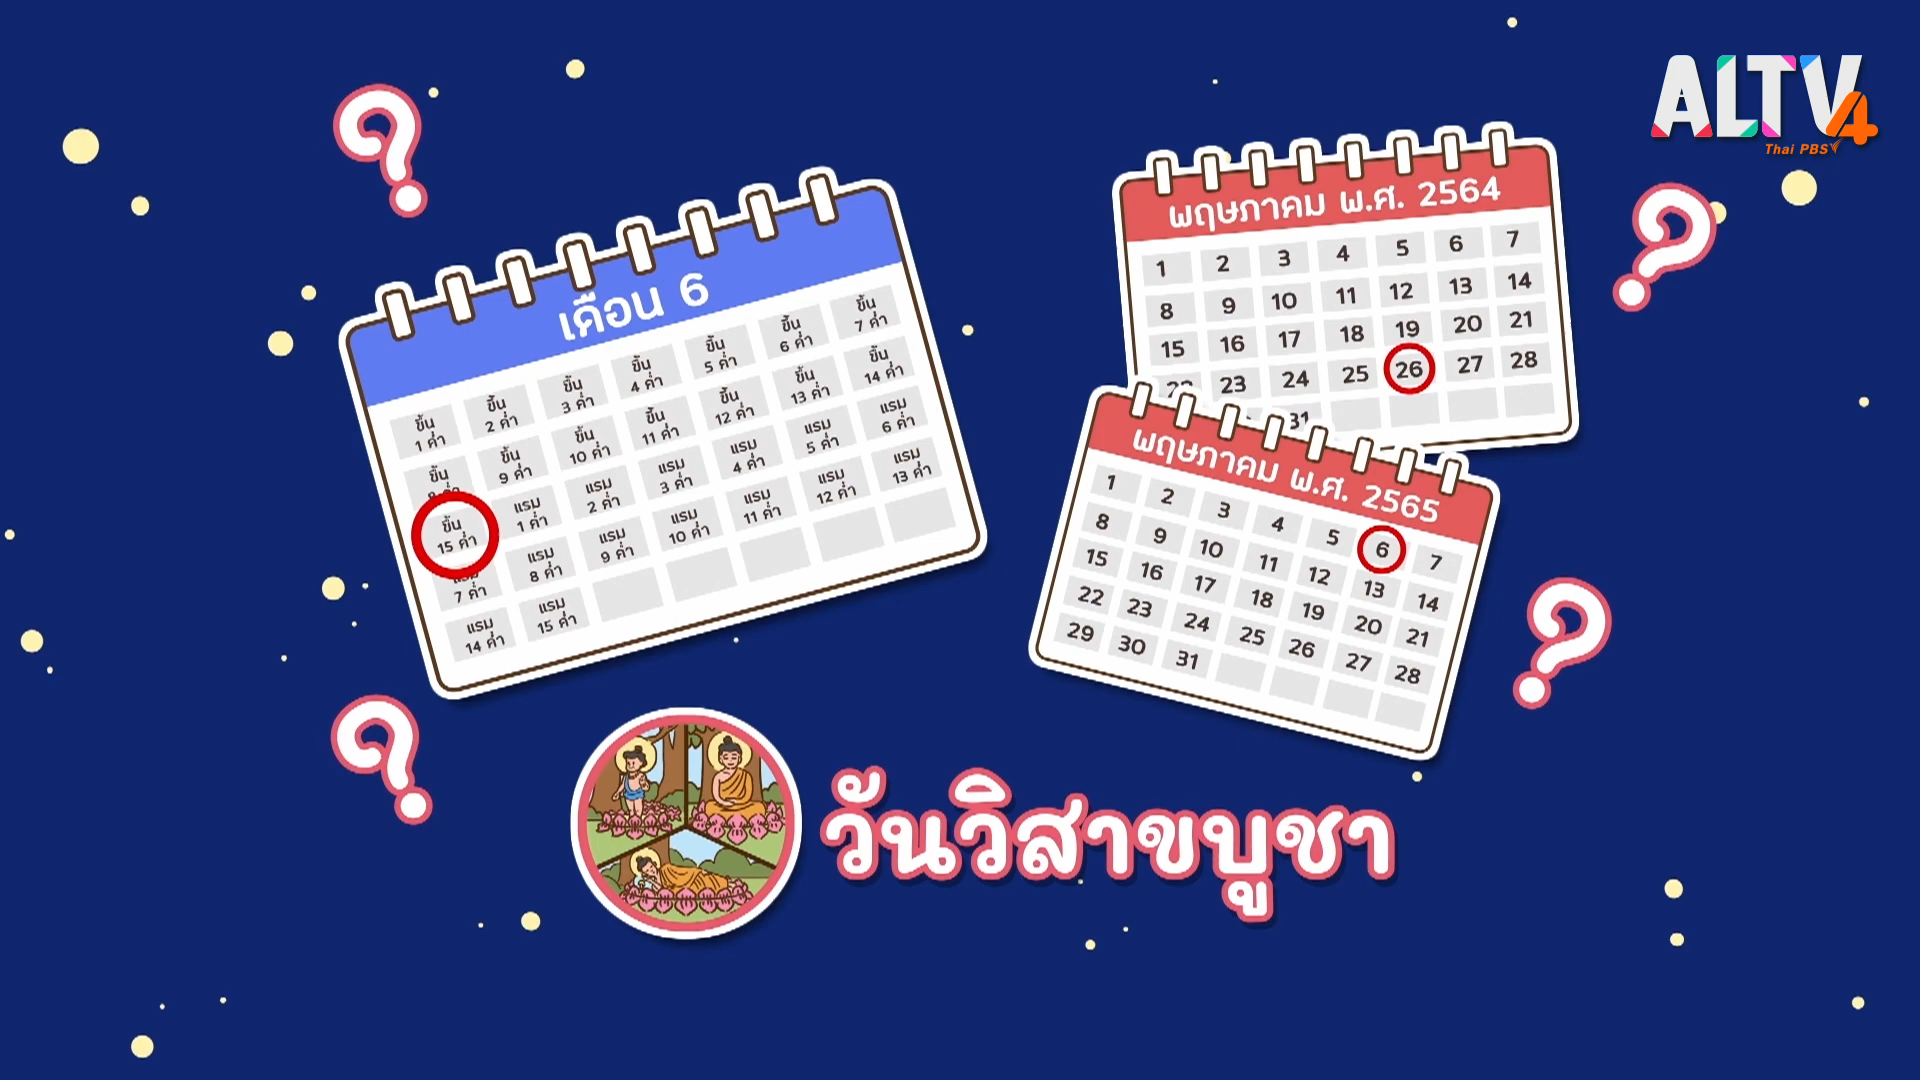 ALTV4
Thai PBS
เดือน 6
ขึ้น 1 ค่ำ ขึ้น 2 ค่ำ ขึ้น 3 ค่ำ ขึ้น 4 ค่ำ ขึ้น 5 ค่ำ ขึ้น 6 ค่ำ ขึ้น 7 ค่ำ
ขึ้น 8 ค่ำ ขึ้น 9 ค่ำ ขึ้น 10 ค่ำ ขึ้น 11 ค่ำ ขึ้น 12 ค่ำ ขึ้น 13 ค่ำ ขึ้น 14 ค่ำ
ขึ้น 15 ค่ำ แรม 1 ค่ำ แรม 2 ค่ำ แรม 3 ค่ำ แรม 4 ค่ำ แรม 5 ค่ำ แรม 6 ค่ำ
แรม 7 ค่ำ แรม 8 ค่ำ แรม 9 ค่ำ แรม 10 ค่ำ แรม 11 ค่ำ แรม 12 ค่ำ แรม 13 ค่ำ
แรม 14 ค่ำ แรม 15 ค่ำ
พฤษภาคม พ.ศ. 2564
1 2 3 4 5 6 7
8 9 10 11 12 13 14
15 16 17 18 19 20 21
22 23 24 25 26 27 28
31
พฤษภาคม พ.ศ. 2565
1 2 3 4 5 6 7
8 9 10 11 12 13 14
15 16 17 18 19 20 21
22 23 24 25 26 27 28
29 30 31
วันวิสาขบูชา